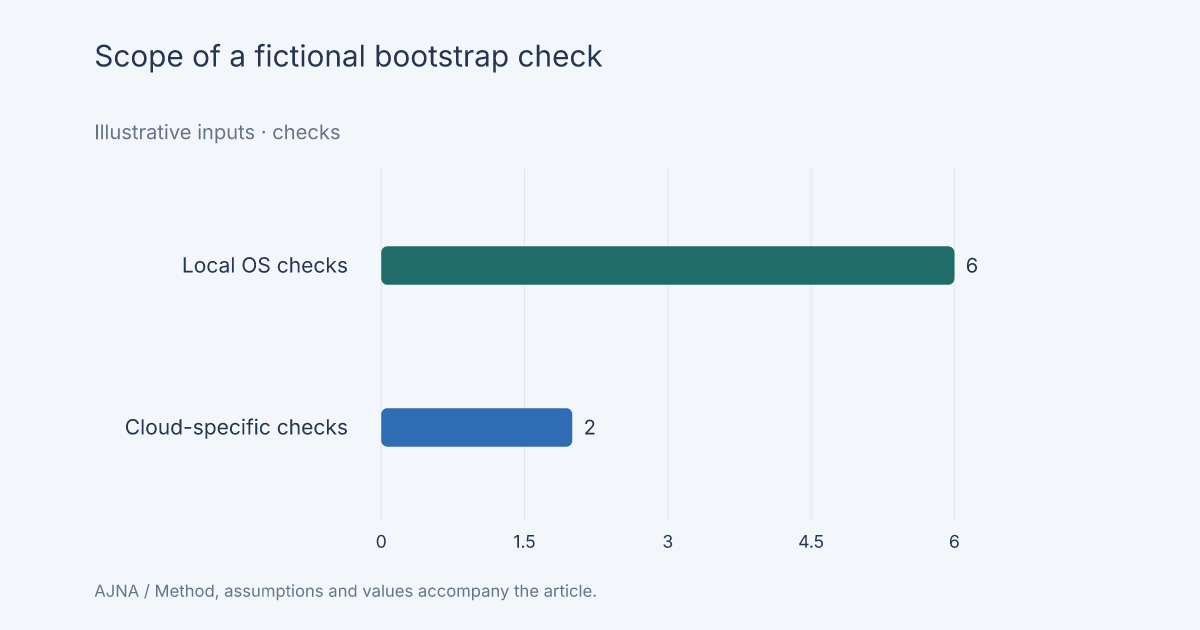 Scope of a fictional bootstrap check
Illustrative inputs · checks
Local OS checks
6
Cloud-specific checks
2
0 1.5 3 4.5 6
AJNA / Method, assumptions and values accompany the article.